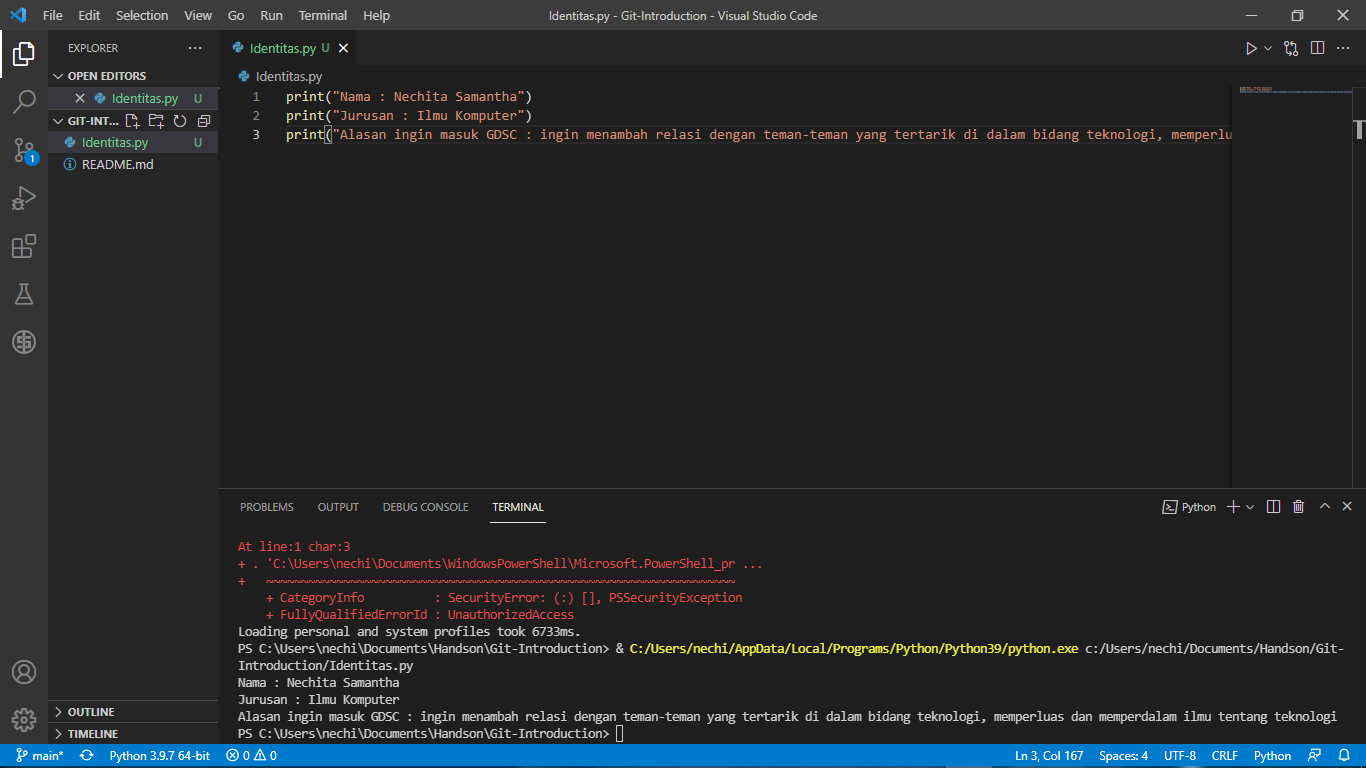 File Edit Selection View Go Run Terminal Help Identitas.py - Git-Introduction - Visual Studio Code
EXPLORER
OPEN EDITORS
Identitas.py U
GIT-INT...
Identitas.py U
README.md
OUTLINE
TIMELINE
1
Identitas.py U
Identitas.py
1 print("Nama : Nechita Samantha")
2 print("Jurusan : Ilmu Komputer")
3 print("Alasan ingin masuk GDSC : ingin menambah relasi dengan teman-teman yang tertarik di dalam bidang teknologi, memperlu
PROBLEMS OUTPUT DEBUG CONSOLE TERMINAL Python
At line:1 char:3
+ . 'C:\Users\nechi\Documents\WindowsPowerShell\Microsoft.PowerShell_pr ...
+ ~~~~~~~~~~~~~~~~~~~~~~~~~~~~~~~~~~~~~~~~~~~~~~~~~~~~~~~~~~~~~~~~~~~
+ CategoryInfo : SecurityError: (:) [], PSSecurityException
+ FullyQualifiedErrorId : UnauthorizedAccess
Loading personal and system profiles took 6733ms.
PS C:\Users\nechi\Documents\Handson\Git-Introduction> & C:/Users/nechi/AppData/Local/Programs/Python/Python39/python.exe c:/Users/nechi/Documents/Handson/Git-
Introduction/Identitas.py
Nama : Nechita Samantha
Jurusan : Ilmu Komputer
Alasan ingin masuk GDSC : ingin menambah relasi dengan teman-teman yang tertarik di dalam bidang teknologi, memperluas dan memperdalam ilmu tentang teknologi
PS C:\Users\nechi\Documents\Handson\Git-Introduction>
main* Python 3.9.7 64-bit 0 0 Ln 3, Col 167 Spaces: 4 UTF-8 CRLF Python